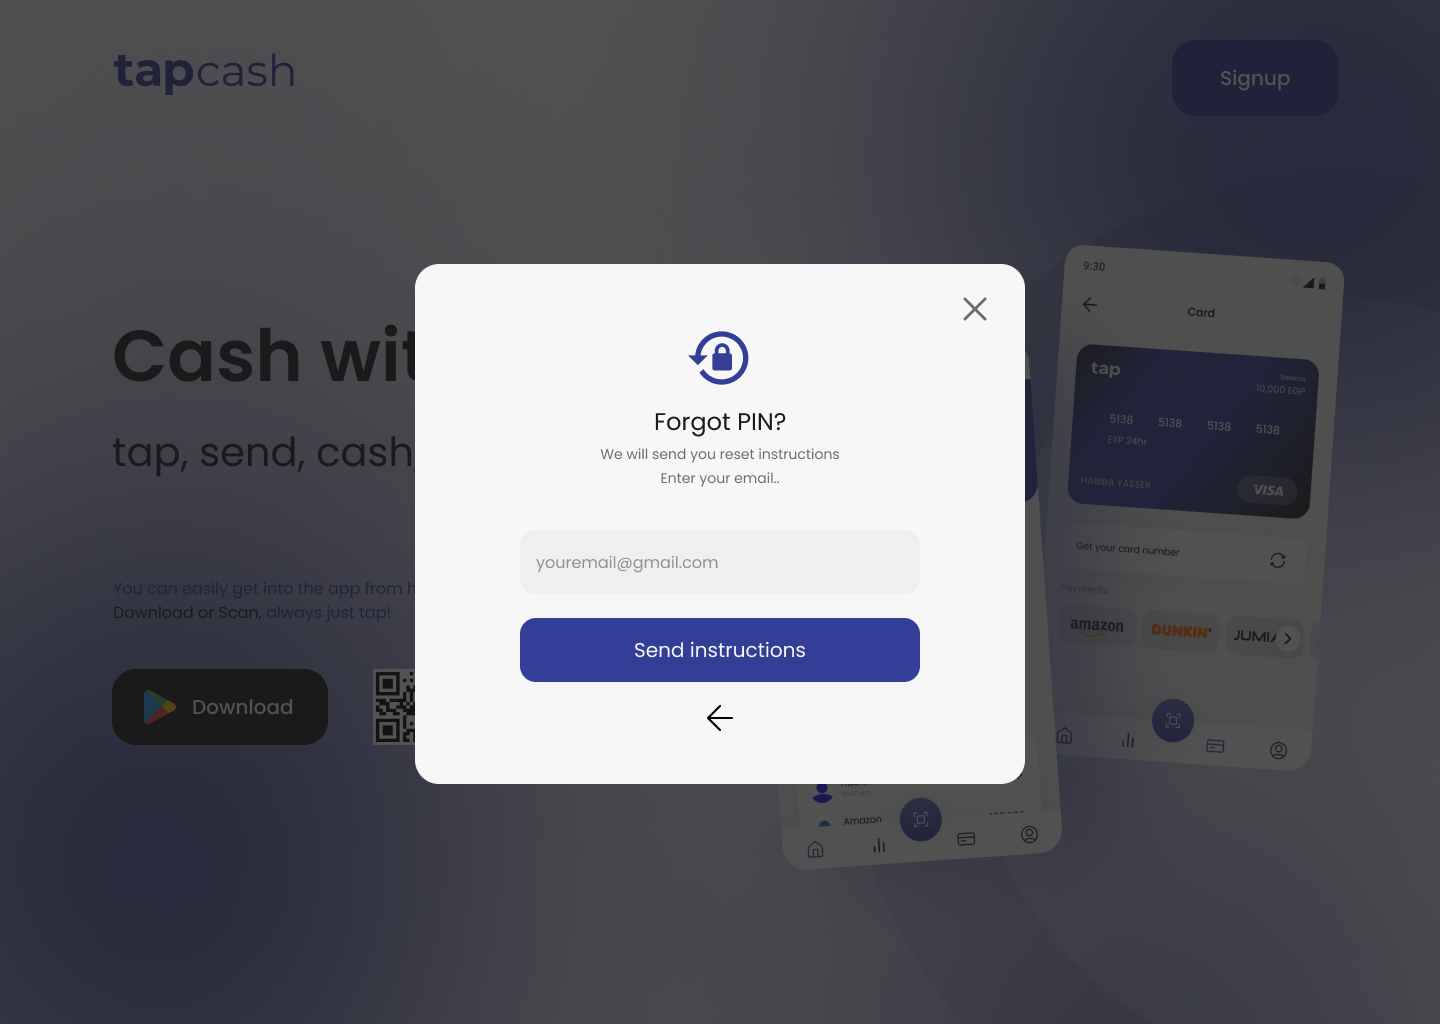 tapcash
Signup
Cash wit
tap, send, cash,
You can easily get into the app from h
Download or Scan, always just tap!
Download
Forgot PIN?
We will send you reset instructions
Enter your email..
youremail@gmail.com
Send instructions
9:30
Card
tap
Balance
10,000 EGP
5138 5138 5138 5138
EXP 24hr
HABIBA YASSER
VISA
Get your card number
Payments
amazon
DUNKIN'
JUMIA
Amazon